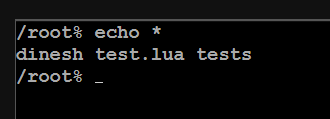 /root% echo *
dinesh test.lua tests
/root% _